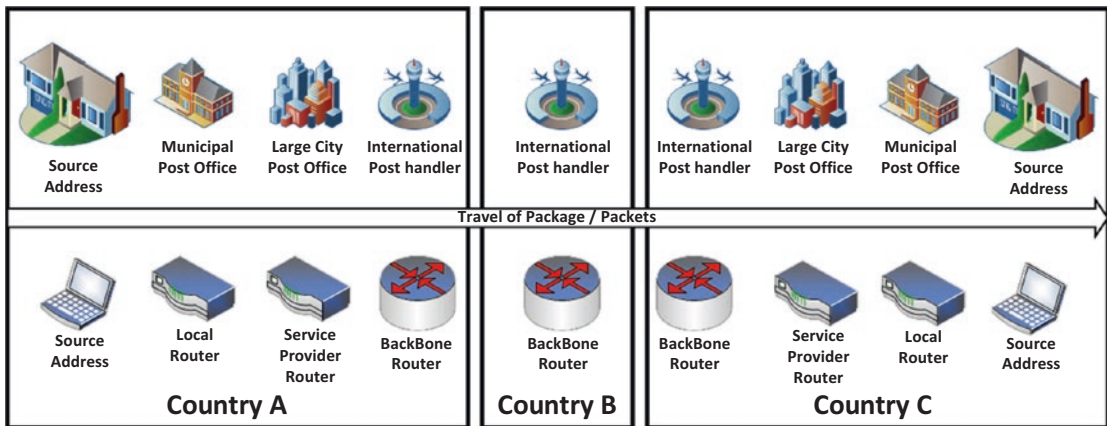 Source
Address
Municipal
Post Office
Large City
Post Office
International
Post handler
International
Post handler
International
Post handler
Large City
Post Office
Municipal
Post Office
Source
Address
Travel of Package / Packets
Source
Address
Local
Router
Service
Provider
Router
BackBone
Router
BackBone
Router
BackBone
Router
Service
Provider
Router
Local
Router
Source
Address
Country A
Country B
Country C